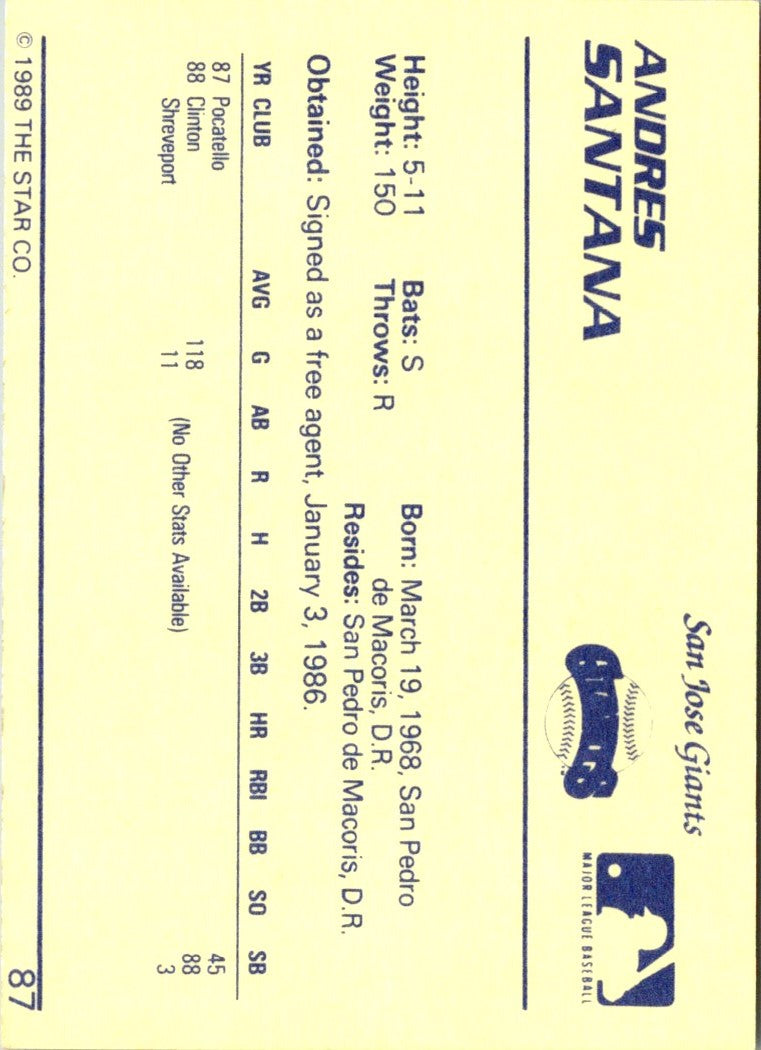 ANDRES
SANTANA
San Jose Giants
MAJOR LEAGUE BASEBALL
Height: 5-11 Bats: S Born: March 19, 1968, San Pedro
Weight: 150 Throws: R de Macoris, D.R.
Resides: San Pedro de Macoris, D.R.
Obtained: Signed as a free agent, January 3, 1986.
YR CLUB AVG G AB R H 2B 3B HR RBI BB SO SB
87 Pocatello 45
88 Clinton 118 88
Shreveport 11 (No Other Stats Available) 3
© 1989 THE STAR CO. 87